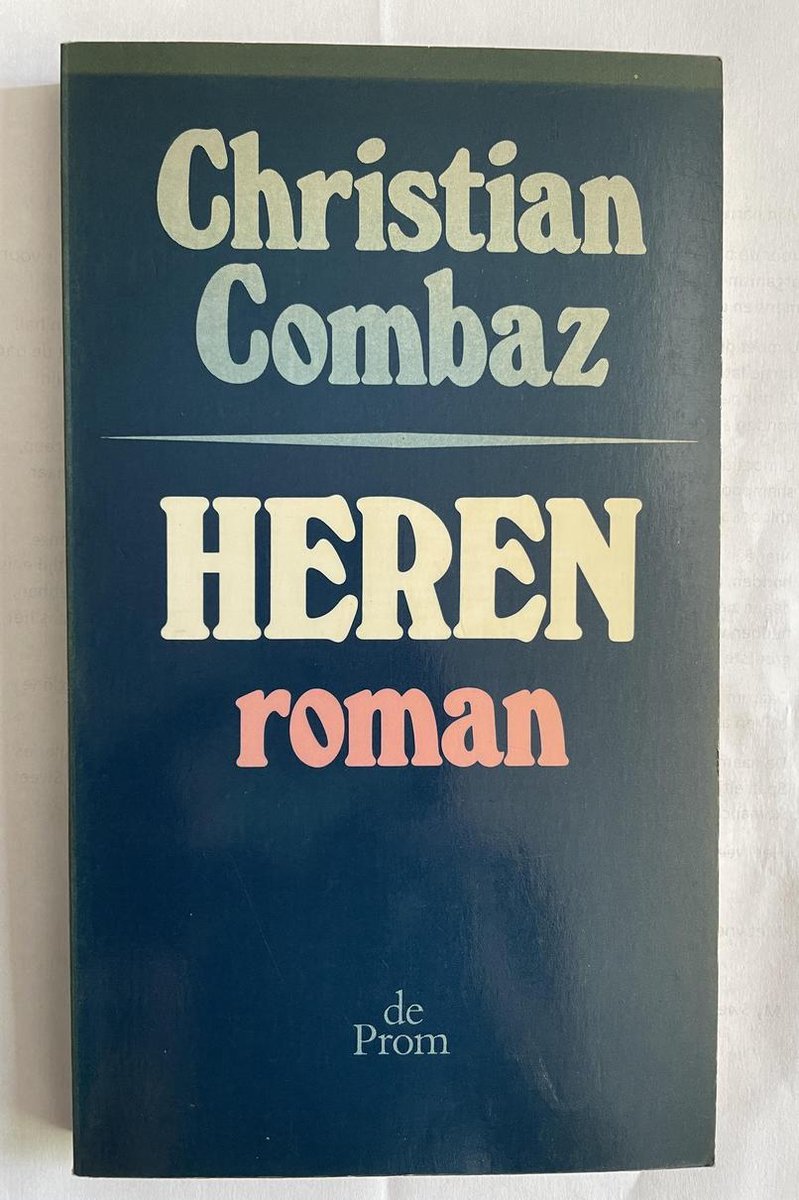 Christian
Combaz
HEREN
roman
de
Prom